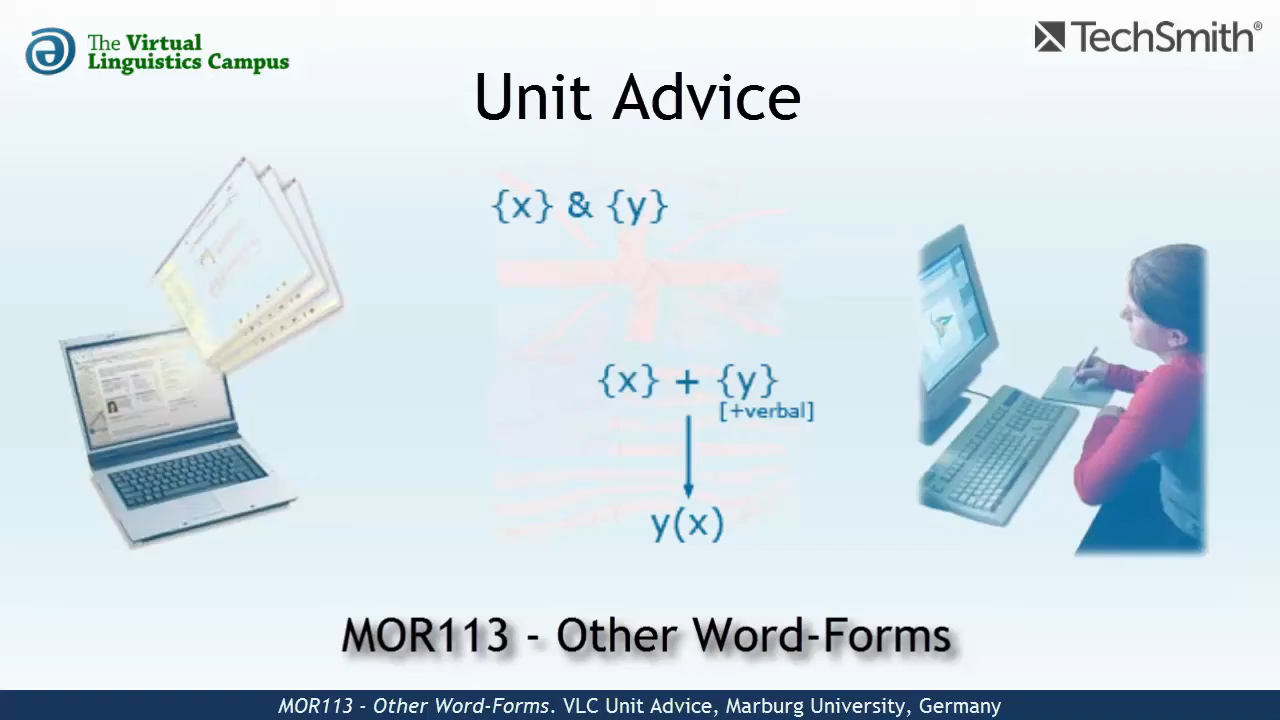 The Virtual
Linguistics Campus
TechSmith®
Unit Advice
{x} & {y}
{x} + {y}
[+verbal]
y(x)
MOR113 - Other Word-Forms
MOR113 - Other Word-Forms. VLC Unit Advice, Marburg University, Germany